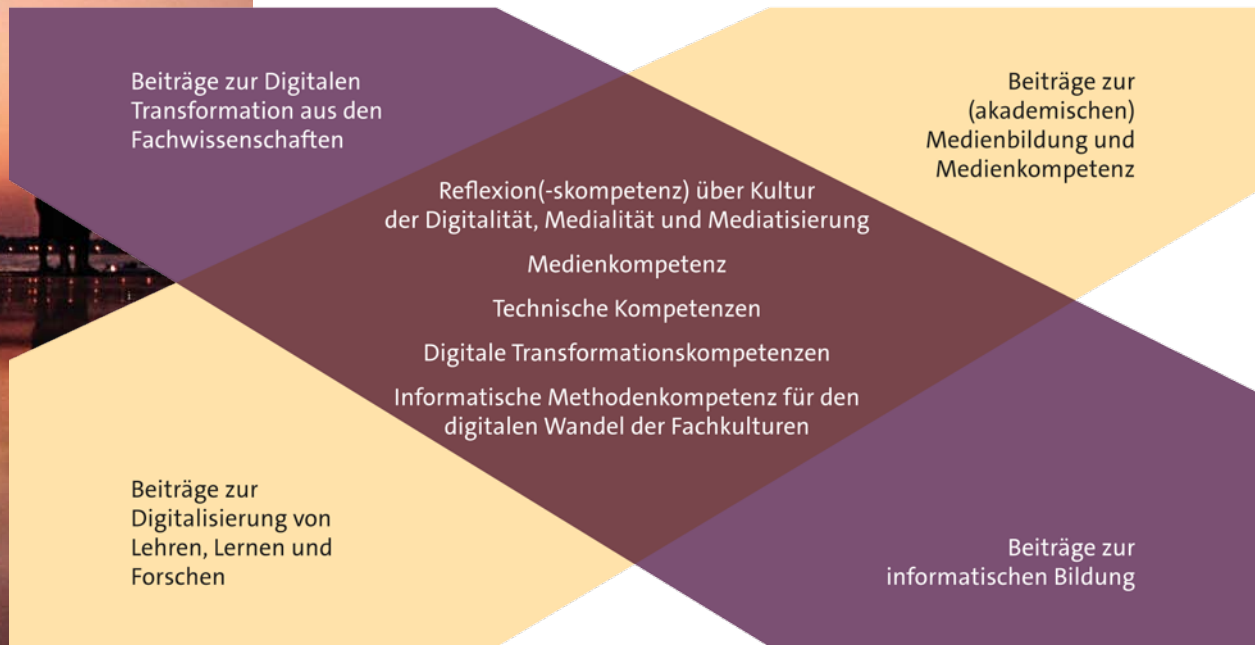 Beiträge zur Digitalen
Transformation aus den
Fachwissenschaften
Beiträge zur
(akademischen)
Medienbildung und
Medienkompetenz
Reflexion(-skompetenz) über Kultur
der Digitalität, Medialität und Mediatisierung
Medienkompetenz
Technische Kompetenzen
Digitale Transformationskompetenzen
Informatische Methodenkompetenz für den
digitalen Wandel der Fachkulturen
Beiträge zur
Digitalisierung von
Lehren, Lernen und
Forschen
Beiträge zur
informatischen Bildung